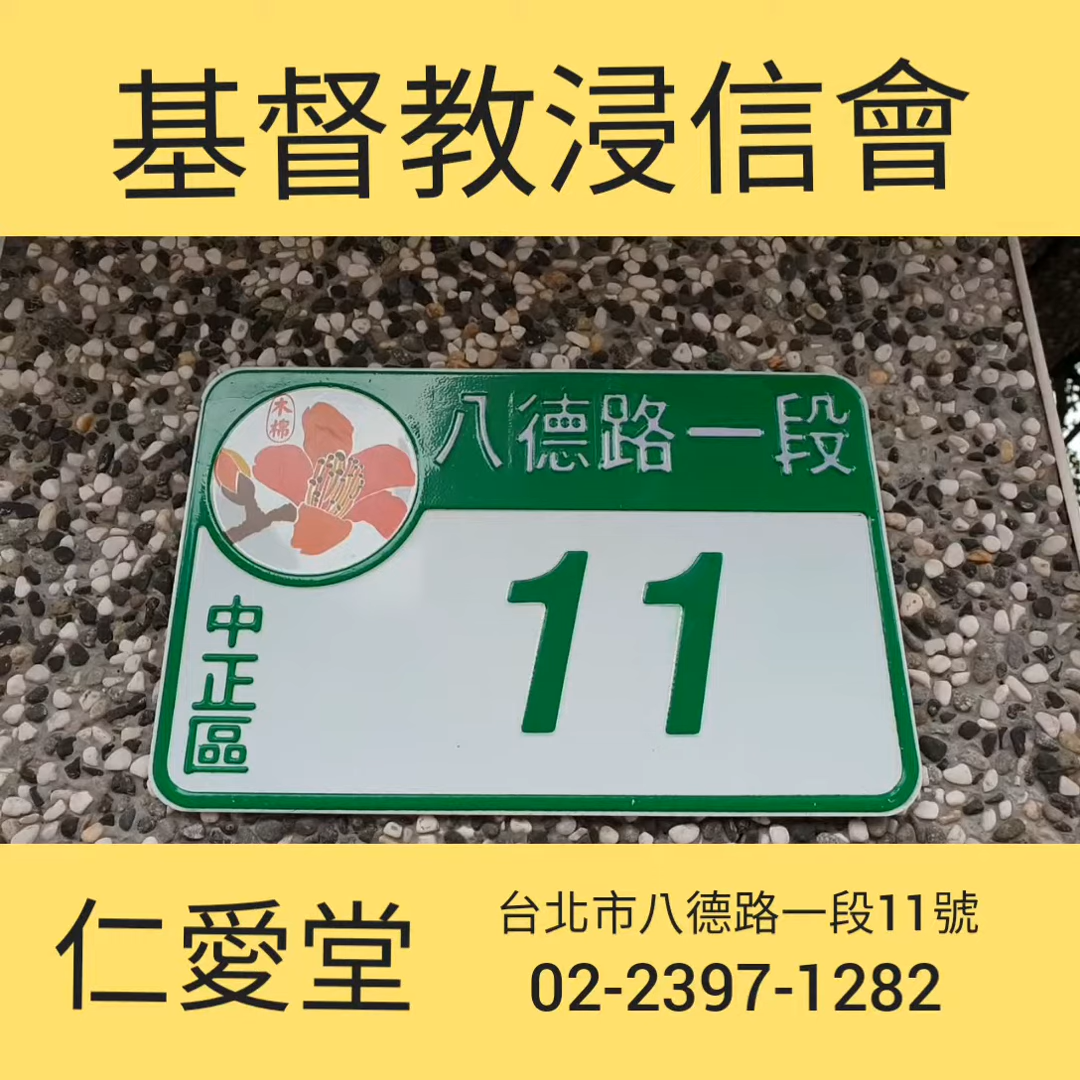 基督教浸信會
木棉
八德路一段
11
中正區
仁愛堂
台北市八德路一段11號
02-2397-1282